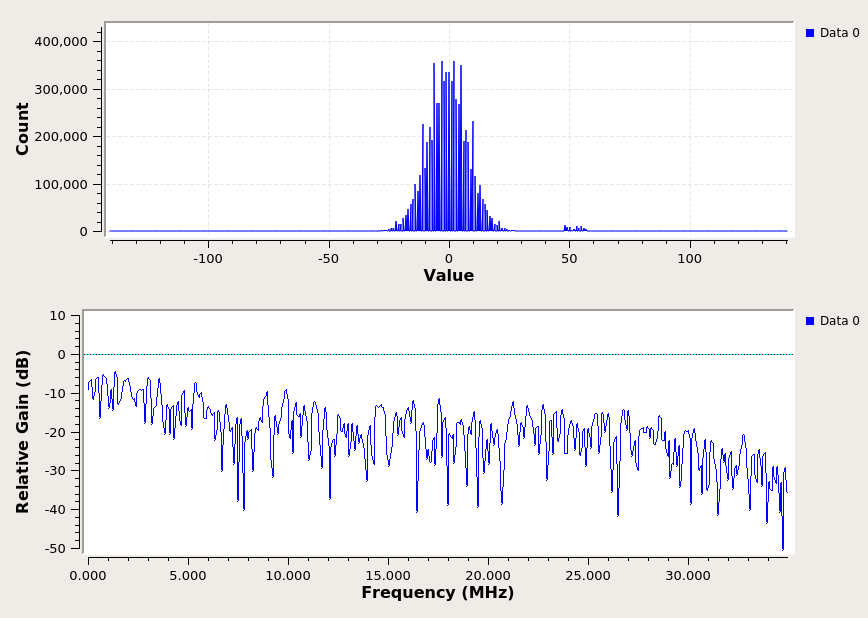 400,000
300,000
200,000
100,000
0
Count
-100 -50 0 50 100
Value
Data 0
10
0
-10
-20
-30
-40
-50
Relative Gain (dB)
0.000 5.000 10.000 15.000 20.000 25.000 30.000
Frequency (MHz)
Data 0